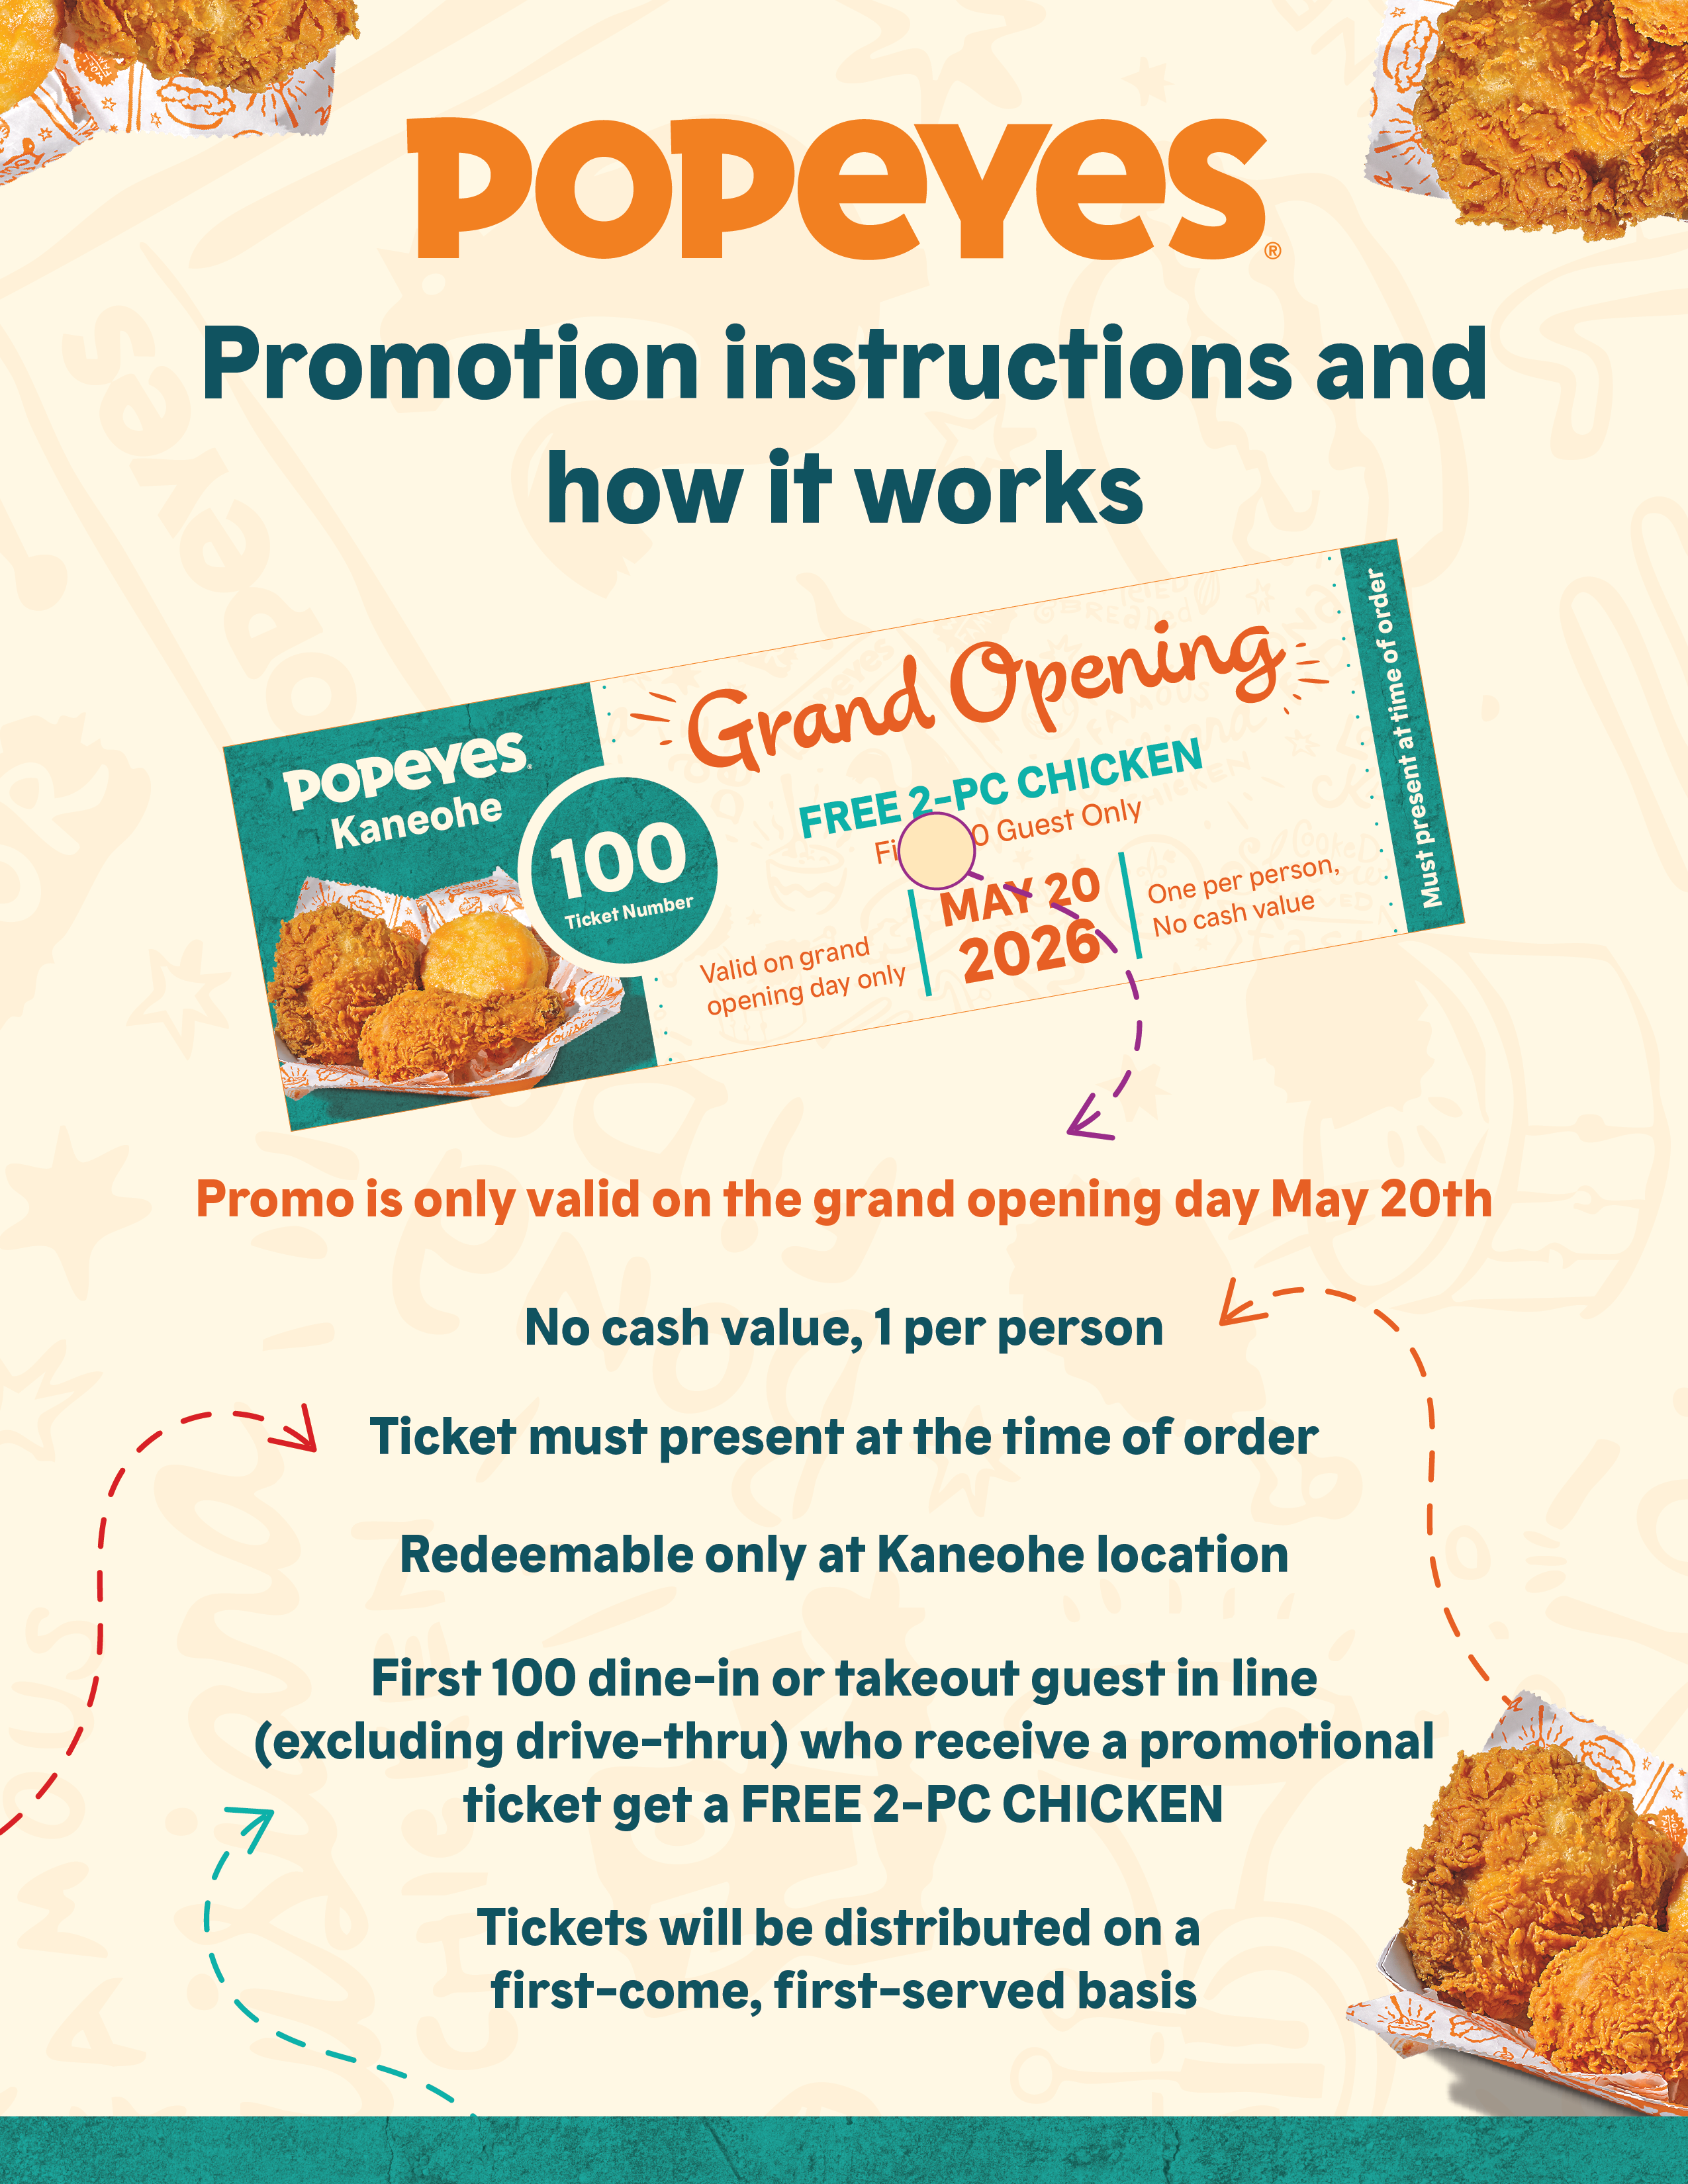 POPEYES®
Promotion instructions and
how it works
POPEYES
Kaneohe
100
Ticket Number
Grand Opening
FREE 2-PC CHICKEN
0 Guest Only
Valid on grand
opening day only
MAY 20
2026
One per person,
No cash value
Must present at time of order
Promo is only valid on the grand opening day May 20th
No cash value, 1 per person
Ticket must present at the time of order
Redeemable only at Kaneohe location
First 100 dine-in or takeout guest in line
(excluding drive-thru) who receive a promotional
ticket get a FREE 2-PC CHICKEN
Tickets will be distributed on a
first-come, first-served basis